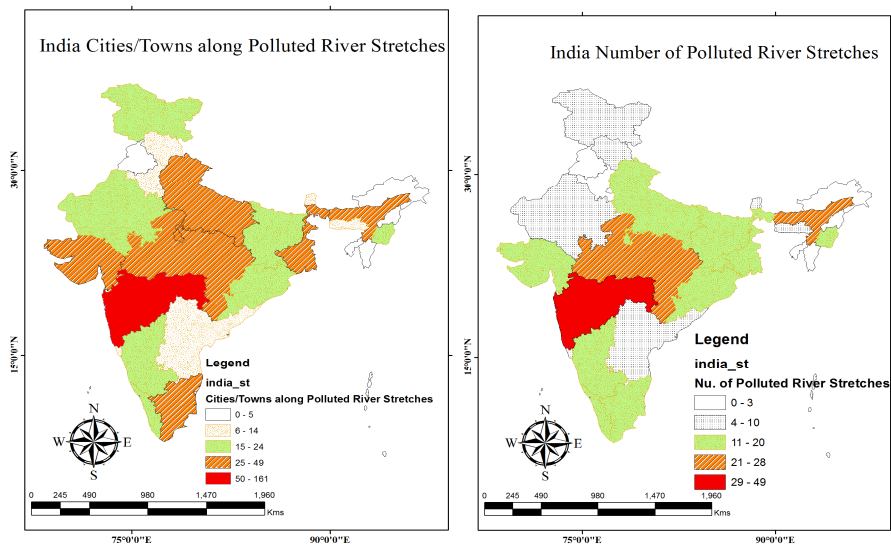 India Cities/Towns along Polluted River Stretches
30°0'0"N
15°0'0"N
Legend
india_st
Cities/Towns along Polluted River Stretches
0 - 5
6 - 14
15 - 24
25 - 49
50 - 161
N
W E
S
0 245 490 980 1,470 1,960
Kms
75°0'0"E 90°0'0"E
India Number of Polluted River Stretches
30°0'0"N
15°0'0"N
Legend
india_st
Nu. of Polluted River Stretches
0 - 3
4 - 10
11 - 20
21 - 28
29 - 49
N
W E
S
0 245 490 980 1,470 1,960
Kms
75°0'0"E 90°0'0"E